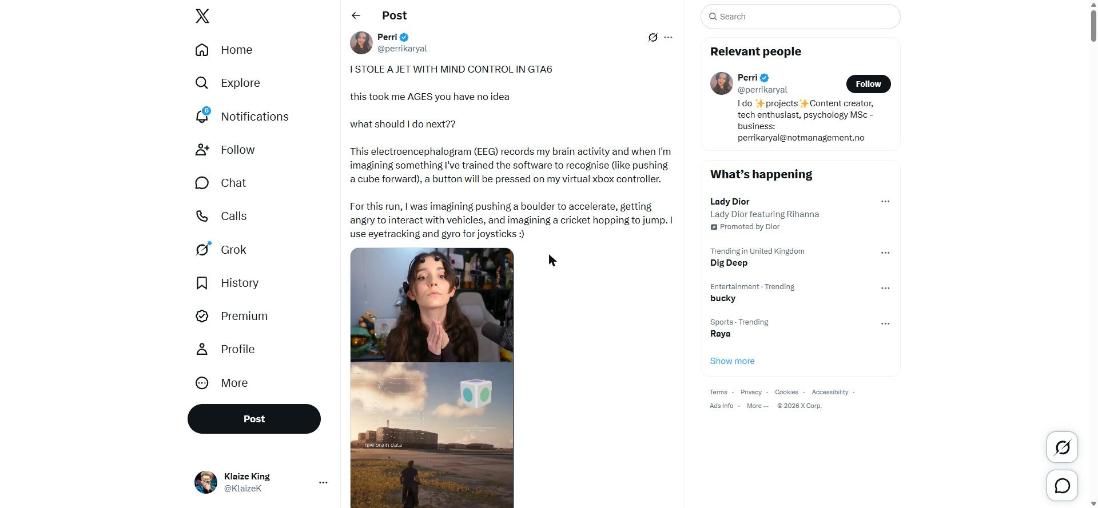 Home
Explore
6
Notifications
Follow
Chat
Calls
Grok
History
Premium
Profile
More
Post
Klaize King
@KlaizeK
Post
Perri
@perrikaryal
I STOLE A JET WITH MIND CONTROL IN GTA6
this took me AGES you have no idea
what should I do next??
This electroencephalogram (EEG) records my brain activity and when I'm
imagining something I've trained the software to recognise (like pushing
a cube forward), a button will be pressed on my virtual xbox controller.
For this run, I was imagining pushing a boulder to accelerate, getting
angry to interact with vehicles, and imagining a cricket hopping to jump. I
use eyetracking and gyro for joysticks :)
live brain data
Search
Relevant people
Perri
@perrikaryal
Follow
I do ✨projects✨Content creator,
tech enthusiast, psychology MSc -
business:
perrikaryal@notmanagement.no
What's happening
Lady Dior
Lady Dior featuring Rihanna
Promoted by Dior
Trending in United Kingdom
Dig Deep
Entertainment · Trending
bucky
Sports · Trending
Raya
Show more
Terms · Privacy · Cookies · Accessibility ·
Ads Info · More ··· © 2026 X Corp.